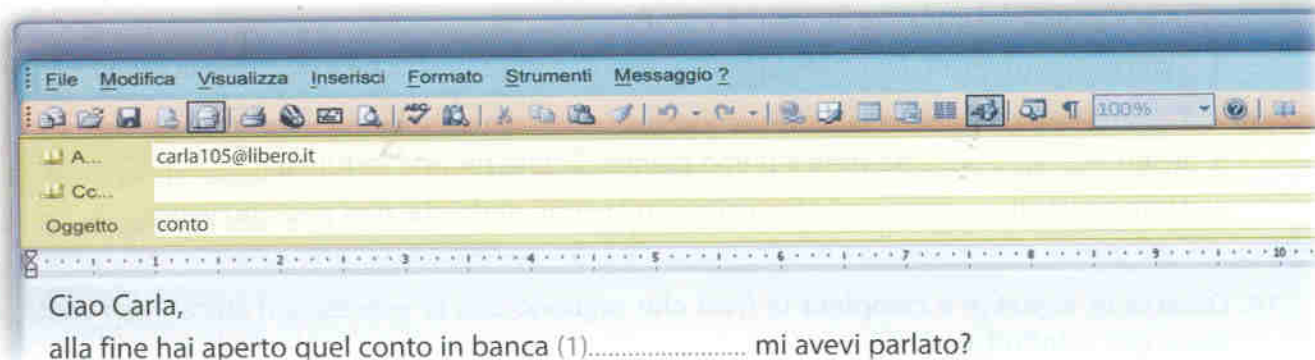 File Modifica Visualizza Inserisci Formato Strumenti Messaggio ?
100%
A... carla105@libero.it
Cc...
Oggetto conto
1 1 2 3 4 5 6 7 8 9 10
Ciao Carla,
alla fine hai aperto quel conto in banca (1)...................... mi avevi parlato?